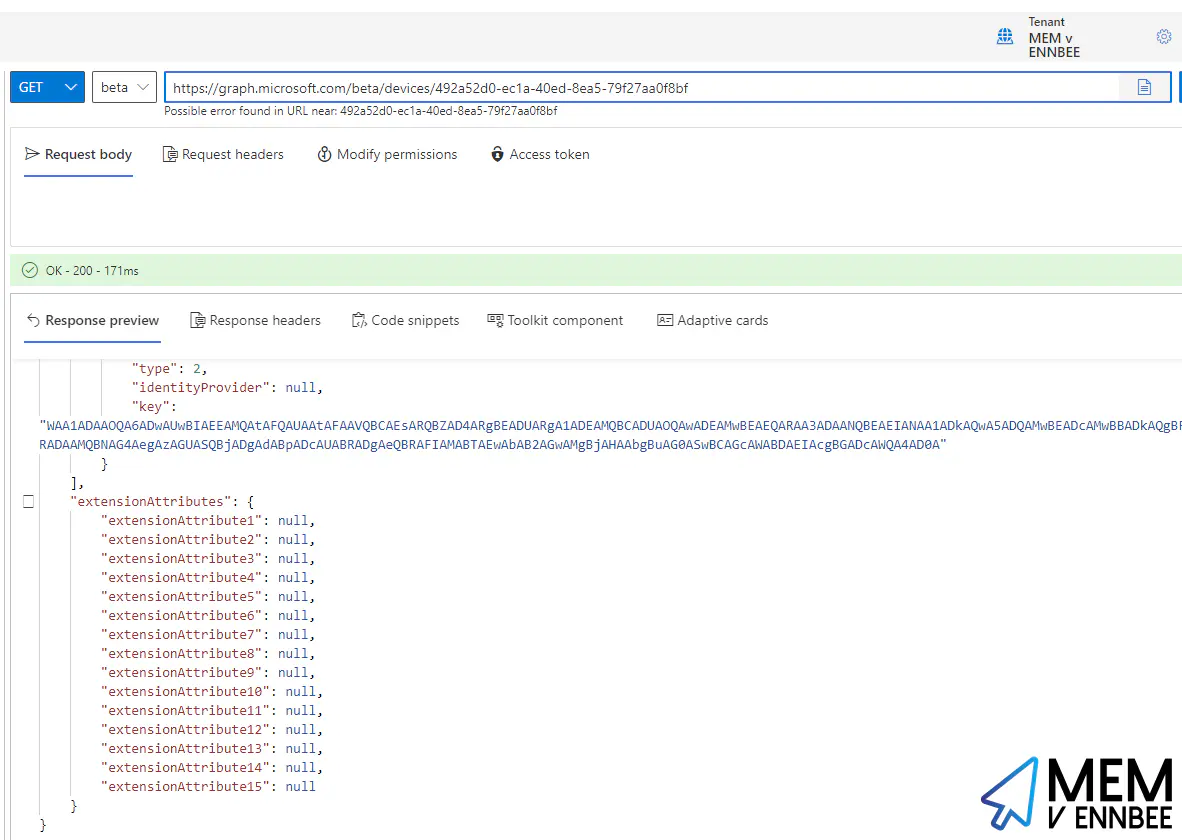 Tenant
MEM v
ENNBEE
GET
beta
https://graph.microsoft.com/beta/devices/492a52d0-ec1a-40ed-8ea5-79f27aa0f8bf
Possible error found in URL near: 492a52d0-ec1a-40ed-8ea5-79f27aa0f8bf
Request body Request headers Modify permissions Access token
OK - 200 - 171ms
Response preview Response headers Code snippets Toolkit component Adaptive cards
"type": 2,
"identityProvider": null,
"key":
"WAA1ADAAOQA6ADwAUwBIAEEAMQAtAFQAUAAtAFAAVQBCAEsARQBZAD4ARgBEADUARgA1ADEAMQBCADUAOQAwADEAMwBEAEQARAA3ADAANQBEAEIANAA1ADkAQwA5ADQAMwBEADcAMwBBADkAQgBF
RADAAMQBNAG4AegAzAGUASQBjADgAdABpADcAUABRADgAeQBRAFIAMABTAEwAbAB2AGwAMgBjAHAAbgBuAG0ASwBCAGcAWABDAEIAcgBGADcAWQA4AD0A"
}
],
"extensionAttributes": {
"extensionAttribute1": null,
"extensionAttribute2": null,
"extensionAttribute3": null,
"extensionAttribute4": null,
"extensionAttribute5": null,
"extensionAttribute6": null,
"extensionAttribute7": null,
"extensionAttribute8": null,
"extensionAttribute9": null,
"extensionAttribute10": null,
"extensionAttribute11": null,
"extensionAttribute12": null,
"extensionAttribute13": null,
"extensionAttribute14": null,
"extensionAttribute15": null
}
}
MEM
V ENNBEE